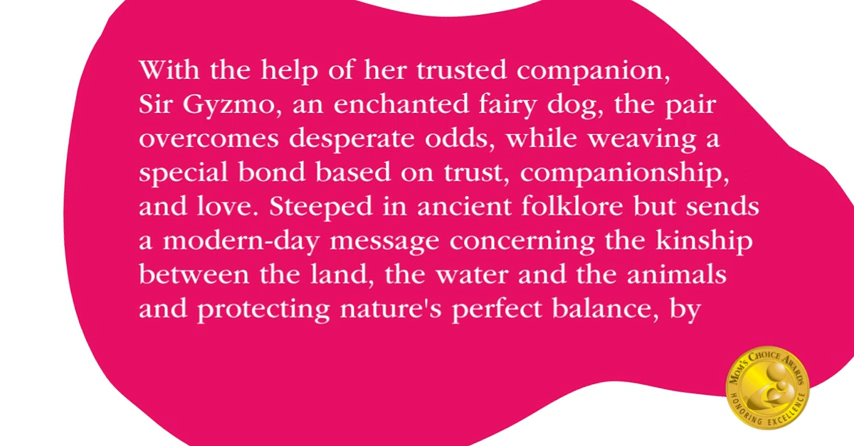 With the help of her trusted companion,
Sir Gyzmo, an enchanted fairy dog, the pair
overcomes desperate odds, while weaving a
special bond based on trust, companionship,
and love. Steeped in ancient folklore but sends
a modern-day message concerning the kinship
between the land, the water and the animals
and protecting nature's perfect balance, by
MOM'S CHOICE AWARDS
HONORING EXCELLENCE